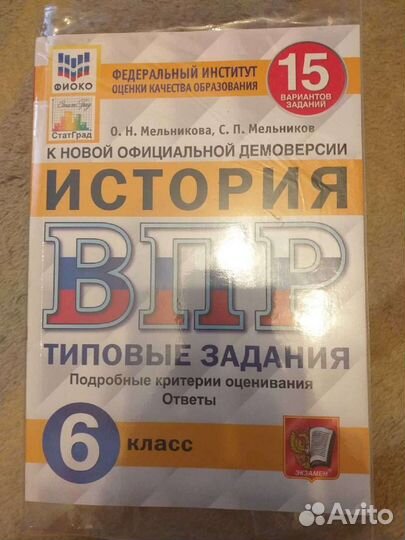 ФИОКО
ФЕДЕРАЛЬНЫЙ ИНСТИТУТ
ОЦЕНКИ КАЧЕСТВА ОБРАЗОВАНИЯ
15
ВАРИАНТОВ
ЗАДАНИЙ
СтатГрад
СтатГрад
О. Н. Мельникова, С. П. Мельников
К НОВОЙ ОФИЦИАЛЬНОЙ ДЕМОВЕРСИИ
ИСТОРИЯ
ВПР
ТИПОВЫЕ ЗАДАНИЯ
Подробные критерии оценивания
Ответы
6 КЛАСС
ЭКЗАМЕН
Avito